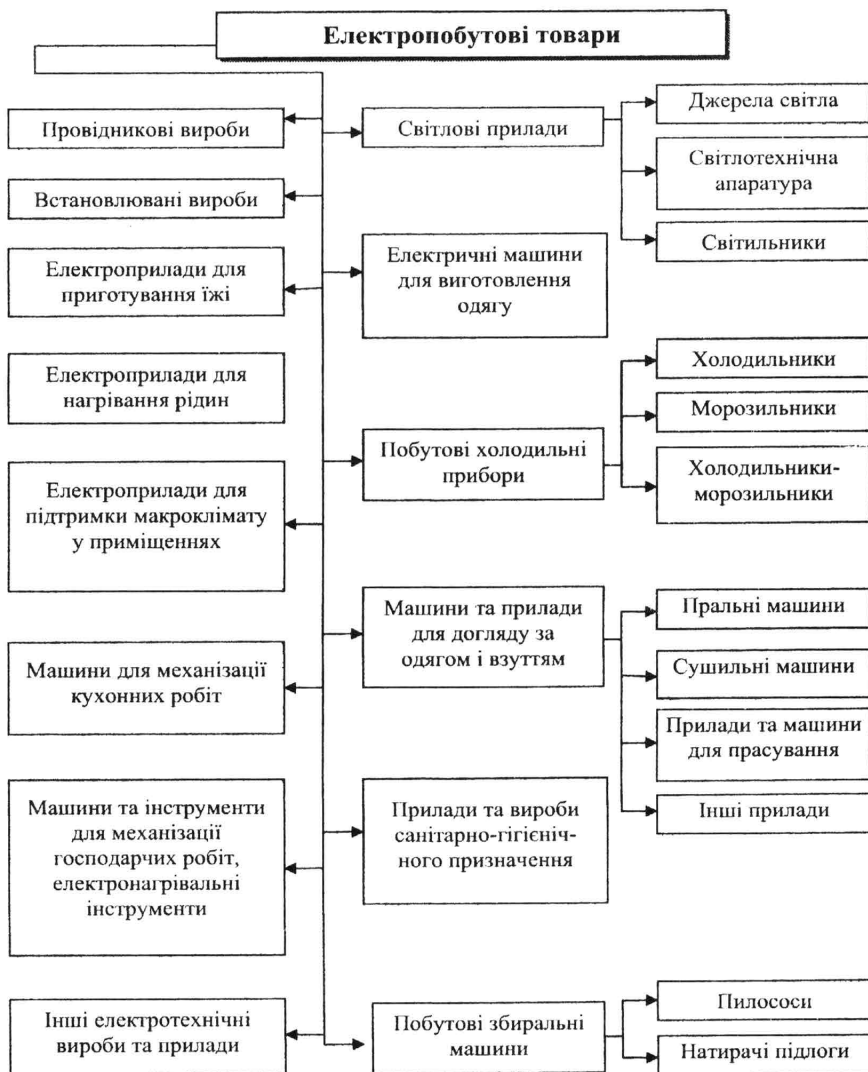 Електропобутові товари
Провідникові вироби
Встановлювані вироби
Електроприлади для
приготування їжі
Електроприлади для
нагрівання рідин
Електроприлади для
підтримки макроклімату
у приміщеннях
Машини для механізації
кухонних робіт
Машини та інструменти
для механізації
господарчих робіт,
електронагрівальні
інструменти
Інші електротехнічні
вироби та прилади
Світлові прилади
Електричні машини
для виготовлення
одягу
Побутові холодильні
прибори
Машини та прилади
для догляду за
одягом і взуттям
Прилади та вироби
санітарно-гігієніч-
ного призначення
Побутові збиральні
машини
Джерела світла
Світлотехнічна
апаратура
Світильники
Холодильники
Морозильники
Холодильники-
морозильники
Пральні машини
Сушильні машини
Прилади та машини
для прасування
Інші прилади
Пилососи
Натирачі підлоги